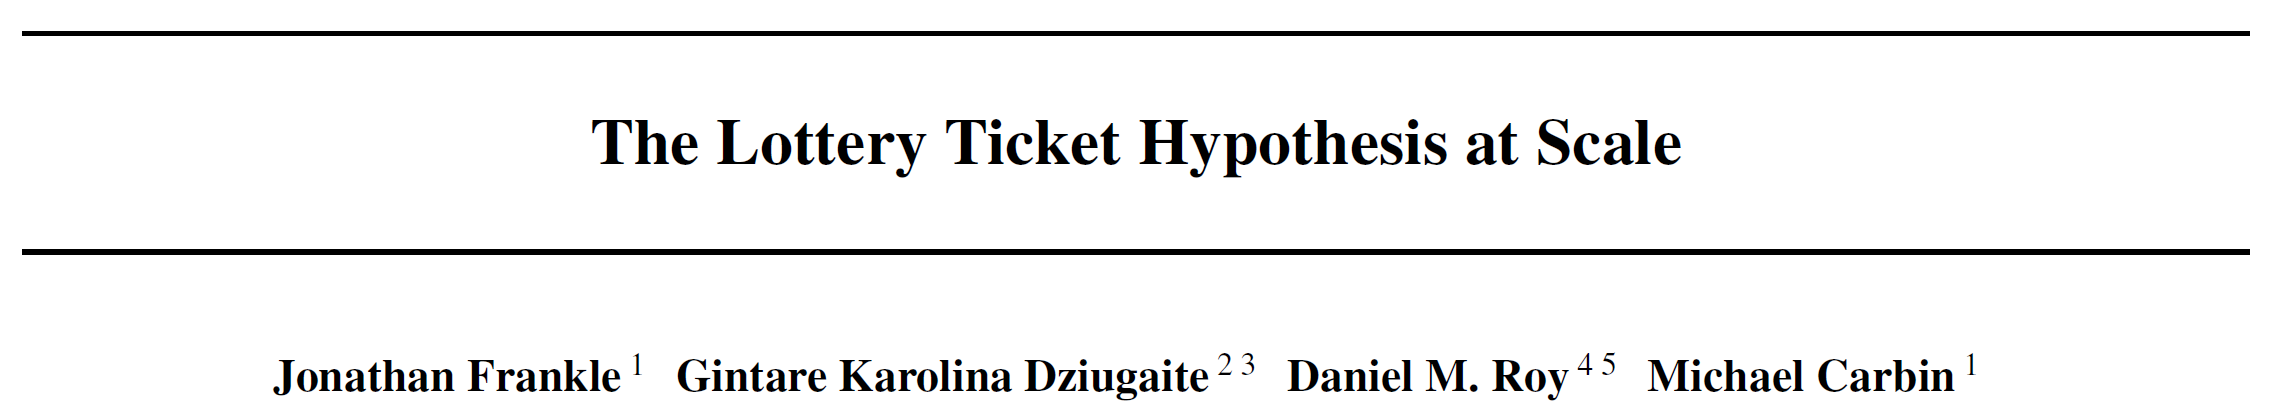 The Lottery Ticket Hypothesis at Scale
Jonathan Frankle 1 Gintare Karolina Dziugaite 2 3 Daniel M. Roy 4 5 Michael Carbin 1